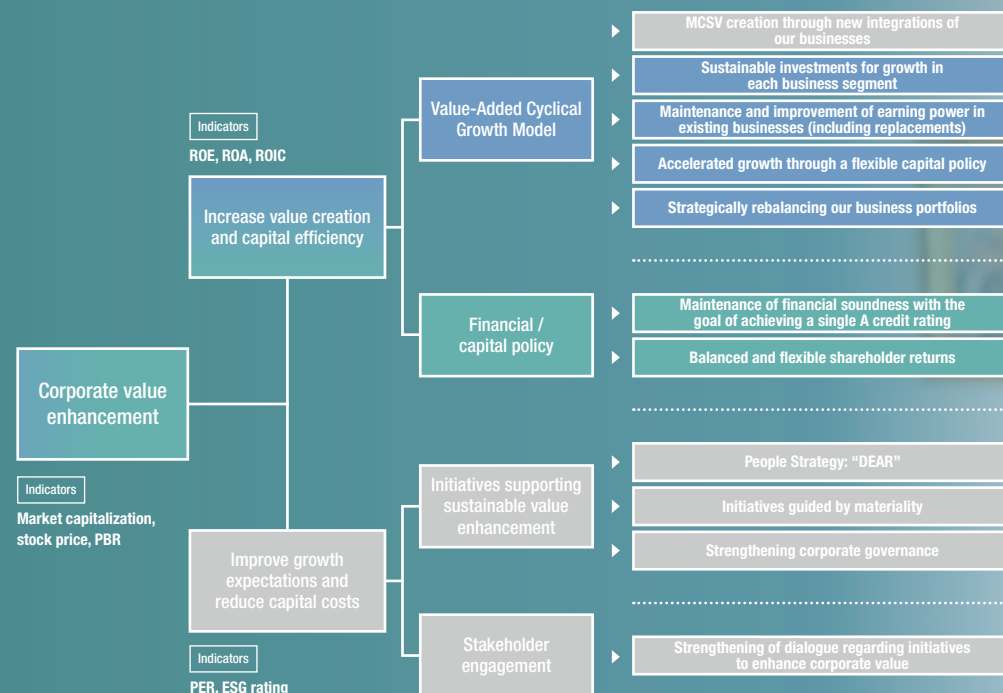 Corporate value
enhancement
Indicators
Market capitalization,
stock price, PBR
Indicators
ROE, ROA, ROIC
Increase value creation
and capital efficiency
Value-Added Cyclical
Growth Model
MCSV creation through new integrations of
our businesses
Sustainable investments for growth in
each business segment
Maintenance and improvement of earning power in
existing businesses (including replacements)
Accelerated growth through a flexible capital policy
Strategically rebalancing our business portfolios
Financial /
capital policy
Maintenance of financial soundness with the
goal of achieving a single A credit rating
Balanced and flexible shareholder returns
Improve growth
expectations and
reduce capital costs
Indicators
PER, ESG rating
Initiatives supporting
sustainable value
enhancement
People Strategy: “DEAR”
Initiatives guided by materiality
Strengthening corporate governance
Stakeholder
engagement
Strengthening of dialogue regarding initiatives
to enhance corporate value